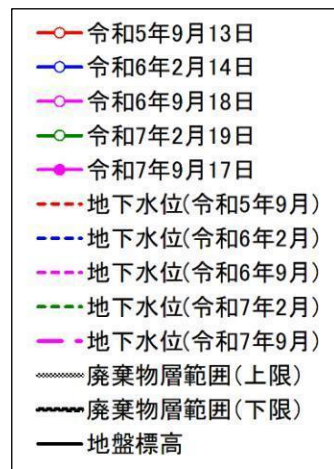 令和5年9月13日
令和6年2月14日
令和6年9月18日
令和7年2月19日
令和7年9月17日
地下水位(令和5年9月)
地下水位(令和6年2月)
地下水位(令和6年9月)
地下水位(令和7年2月)
地下水位(令和7年9月)
廃棄物層範囲(上限)
廃棄物層範囲(下限)
地盤標高